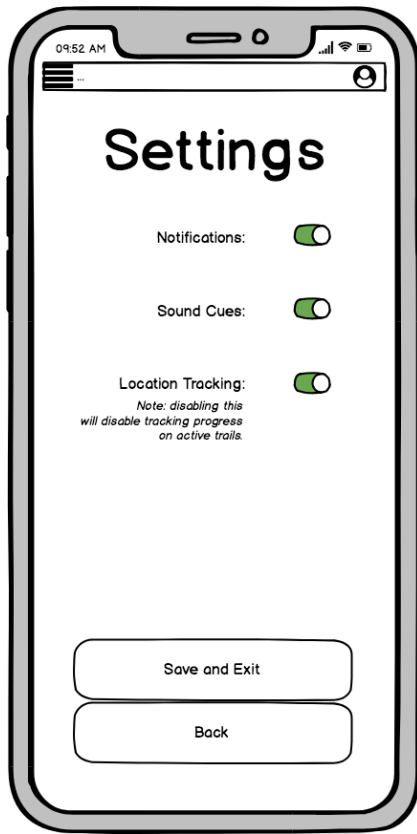 09:52 AM
...
Settings
Notifications:
Sound Cues:
Location Tracking:
Note: disabling this
will disable tracking progress
on active trails.
Save and Exit
Back